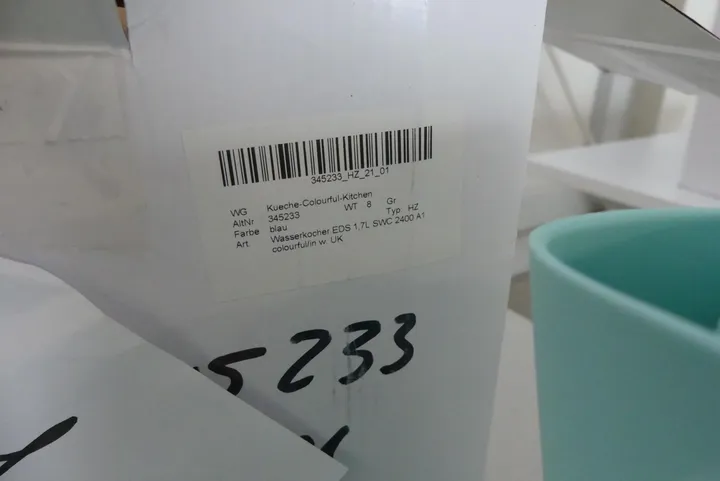 345233_HZ_21_01
WG Kueche-Colourful-Kitchen
AltNr 345233 WT 8 Gr
Farbe blau Typ HZ
Art. Wasserkocher EDS 1,7L SWC 2400 A1
colourful/in w. UK
5233